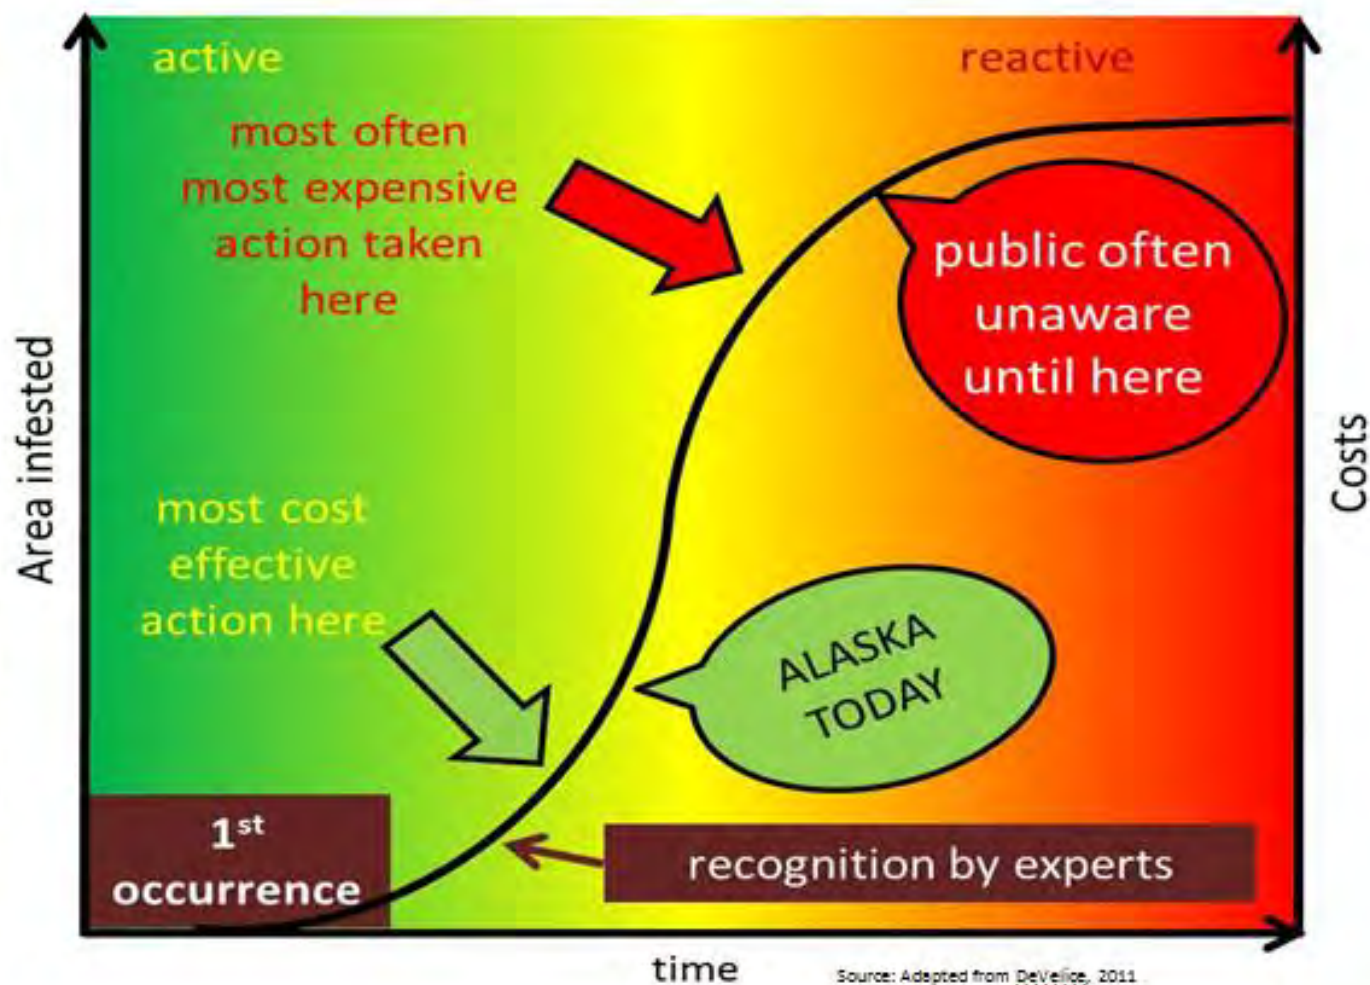 active
reactive
most often
most expensive
action taken
here
public often
unaware
until here
Area infested
Costs
most cost
effective
action here
ALASKA
TODAY
1st
occurrence
recognition by experts
time
Source: Adapted from DeVelice, 2011